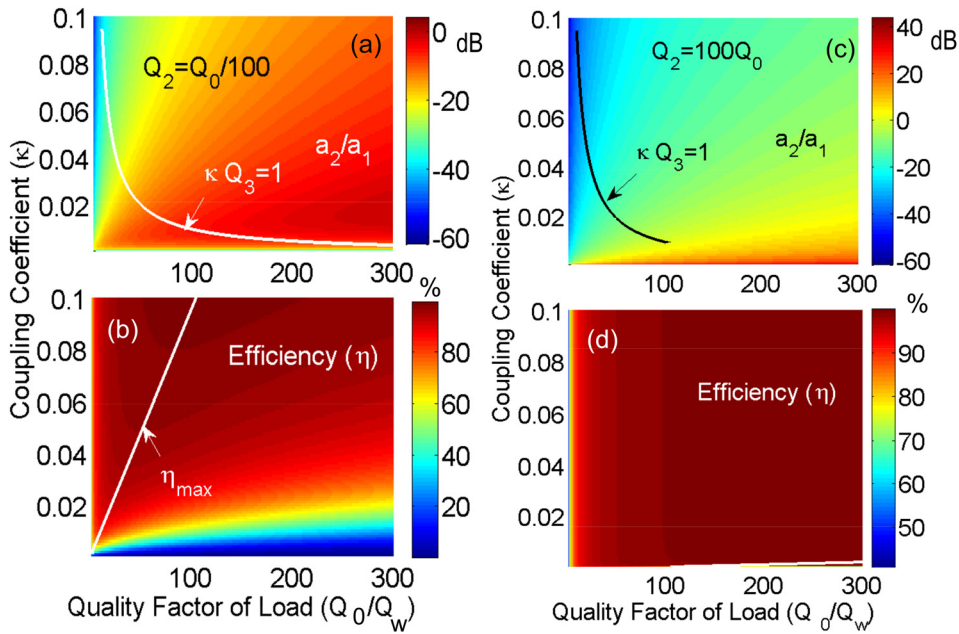 0.1
0.08
0.06
0.04
0.02
Coupling Coefficient (κ)
(a)
Q2=Q0/100
a2/a1
κ Q3=1
100
200
300
0
dB
-20
-40
-60
0.1
0.08
0.06
0.04
0.02
(b)
Efficiency (η)
ηmax
100
200
300
Quality Factor of Load (Q0/Qw)
%
80
60
40
20
0.1
0.08
0.06
0.04
0.02
Coupling Coefficient (κ)
(c)
Q2=100Q0
a2/a1
κ Q3=1
100
200
300
40
dB
20
0
-20
-40
-60
0.1
0.08
0.06
0.04
0.02
(d)
Efficiency (η)
100
200
300
Quality Factor of Load (Q0/Qw)
%
90
80
70
60
50